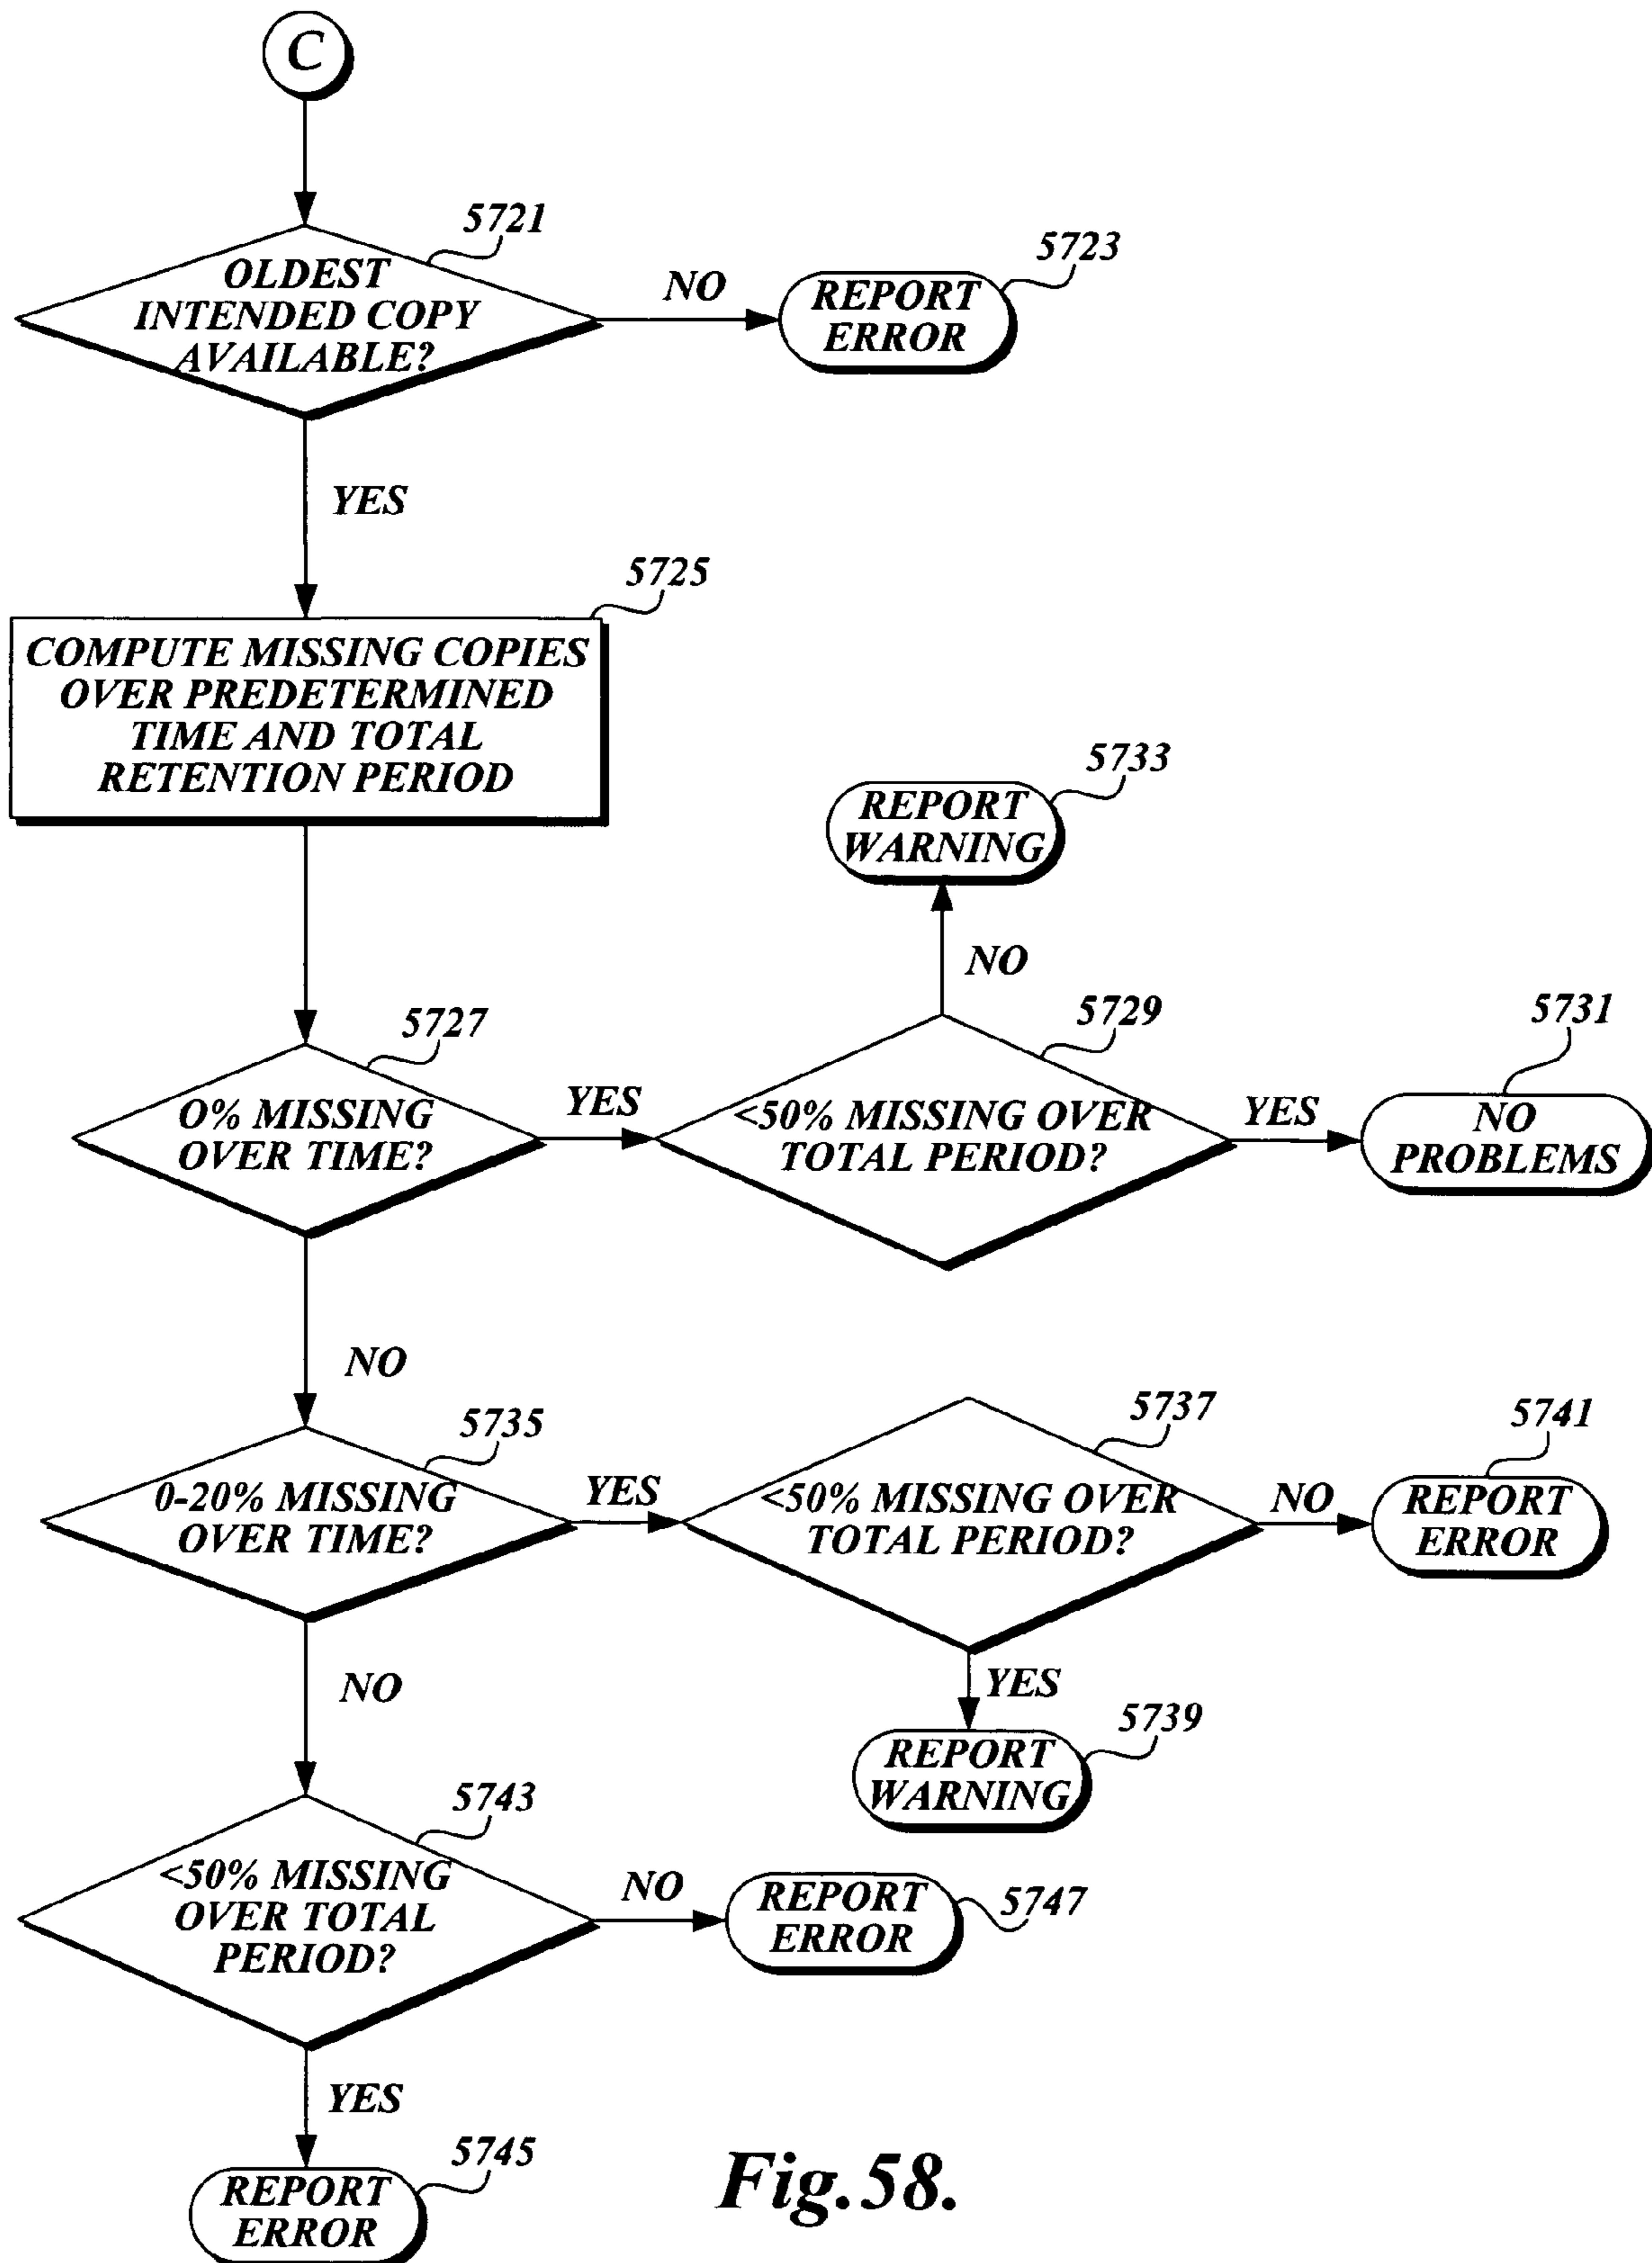 C
5721
OLDEST
INTENDED COPY
AVAILABLE?
NO
5723
REPORT
ERROR
YES
5725
COMPUTE MISSING COPIES
OVER PREDETERMINED
TIME AND TOTAL
RETENTION PERIOD
5733
REPORT
WARNING
NO
5727
0% MISSING
OVER TIME?
YES
5729
<50% MISSING OVER
TOTAL PERIOD?
YES
5731
NO
PROBLEMS
NO
5735
0-20% MISSING
OVER TIME?
YES
5737
<50% MISSING OVER
TOTAL PERIOD?
NO
5741
REPORT
ERROR
YES
5739
REPORT
WARNING
NO
5743
<50% MISSING
OVER TOTAL
PERIOD?
NO
5747
REPORT
ERROR
YES
5745
REPORT
ERROR
Fig.58.